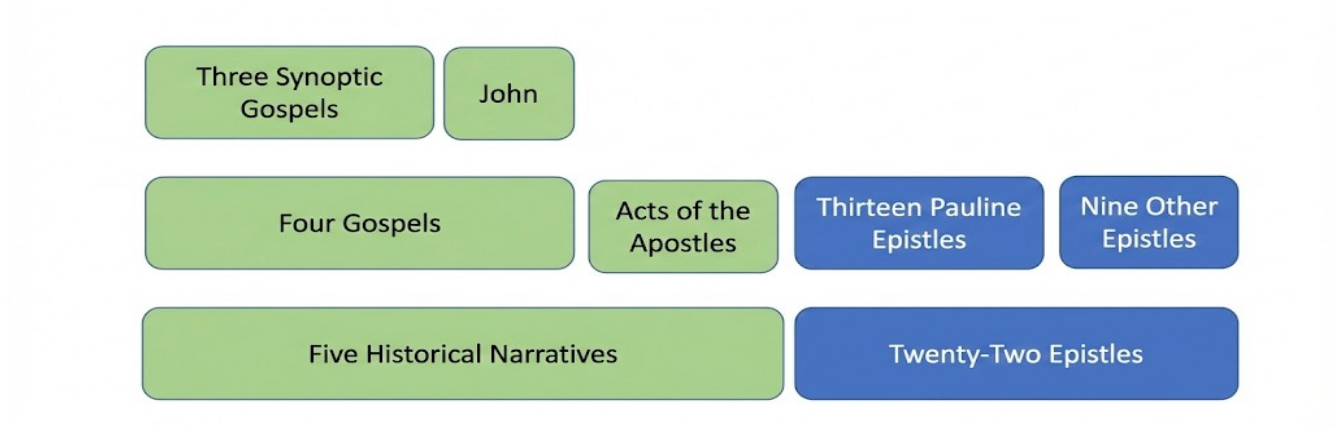 Three Synoptic
Gospels
John
Four Gospels
Acts of the
Apostles
Thirteen Pauline
Epistles
Nine Other
Epistles
Five Historical Narratives
Twenty-Two Epistles